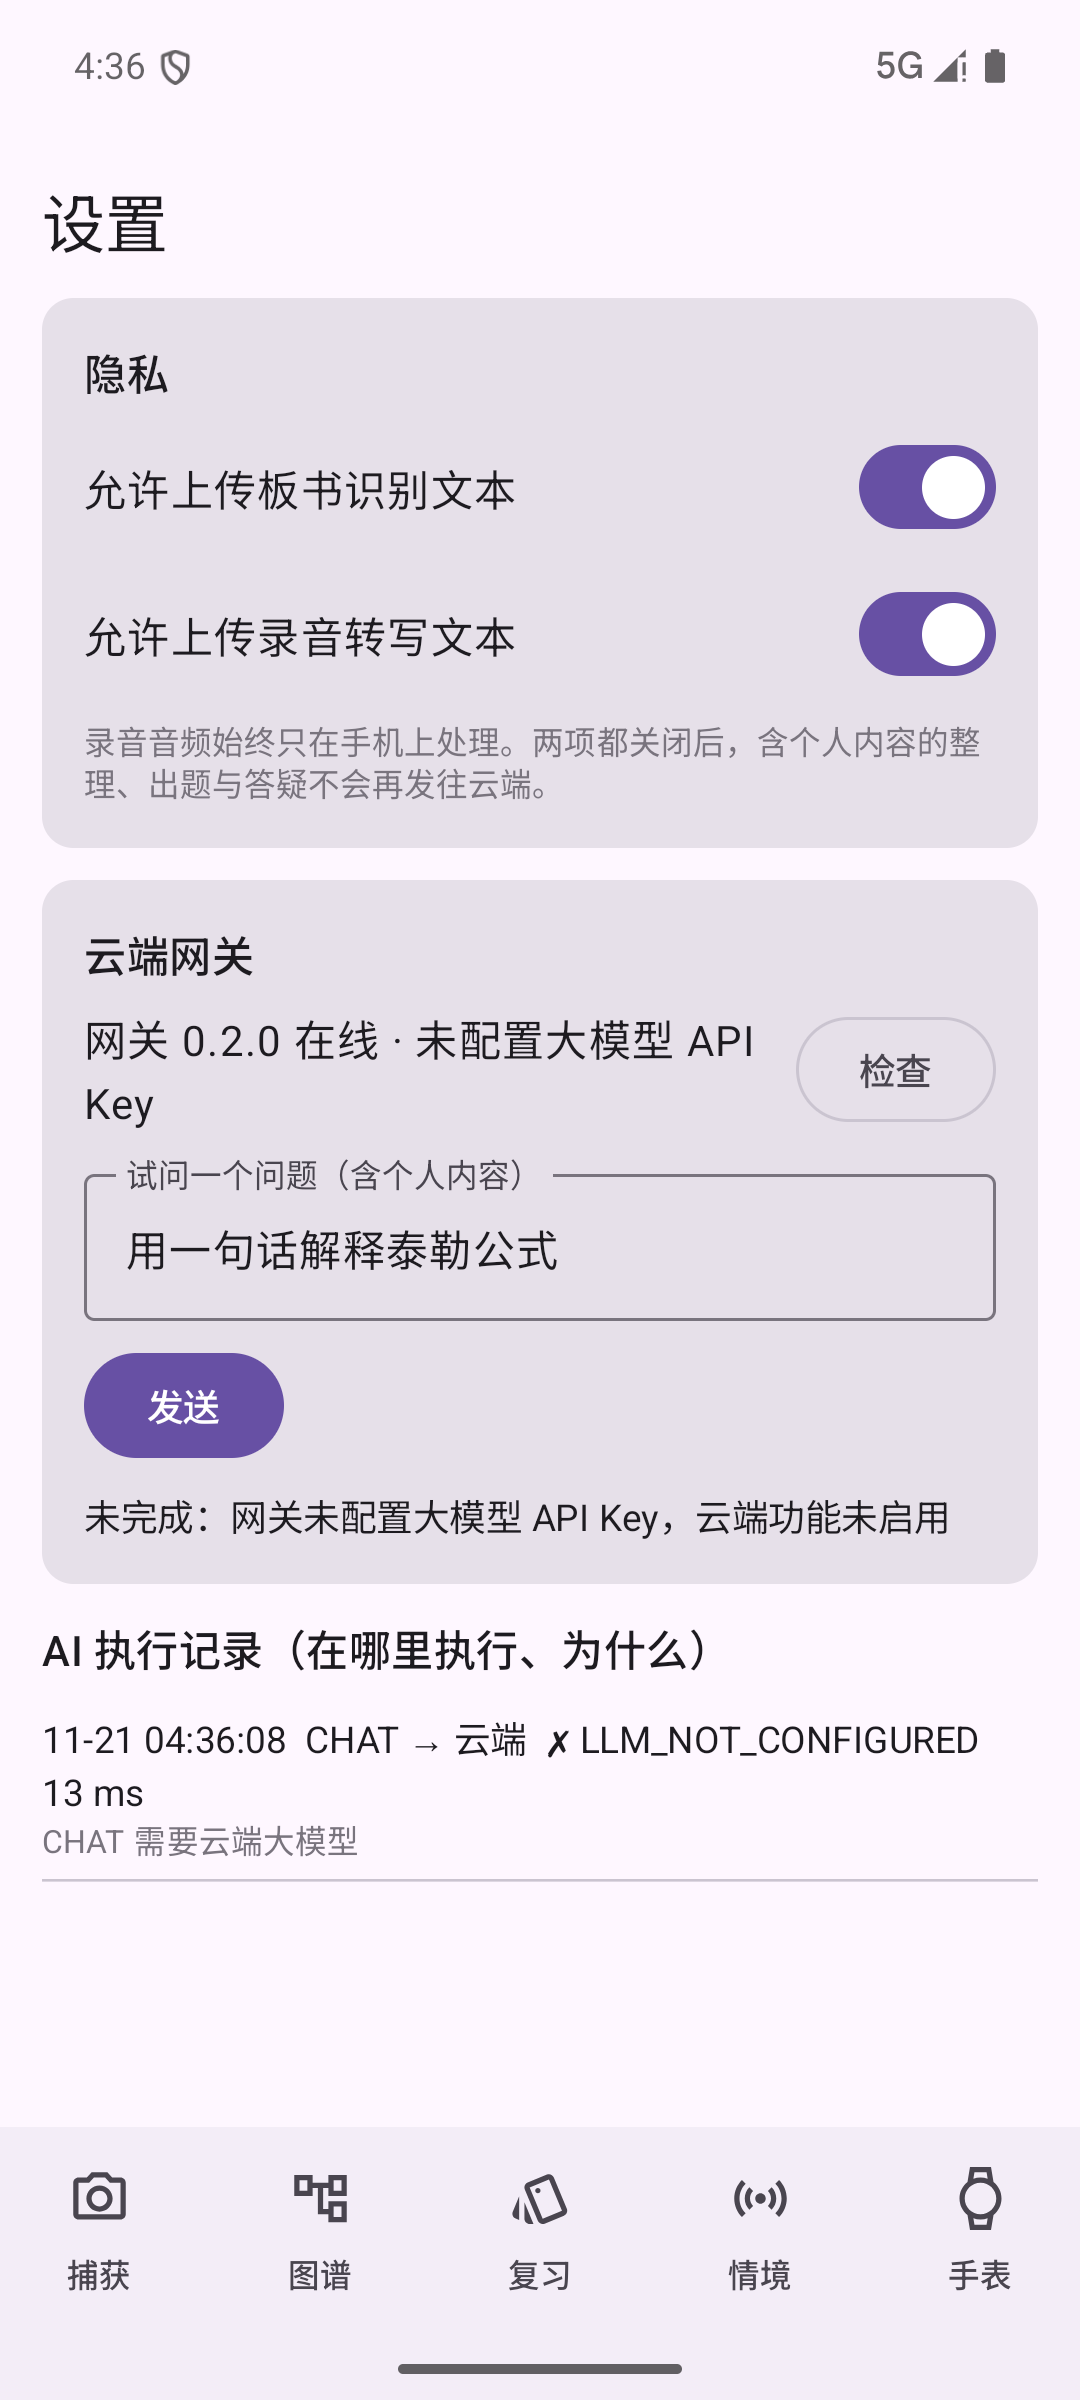 4:36
5G
设置
隐私
允许上传板书识别文本
允许上传录音转写文本
录音音频始终只在手机上处理。两项都关闭后，含个人内容的整
理、出题与答疑不会再发往云端。
云端网关
网关 0.2.0 在线 · 未配置大模型 API
Key
检查
试问一个问题（含个人内容）
用一句话解释泰勒公式
发送
未完成：网关未配置大模型 API Key，云端功能未启用
AI 执行记录（在哪里执行、为什么）
11-21 04:36:08 CHAT → 云端 ✗ LLM_NOT_CONFIGURED
13 ms
CHAT 需要云端大模型
捕获
图谱
复习
情境
手表